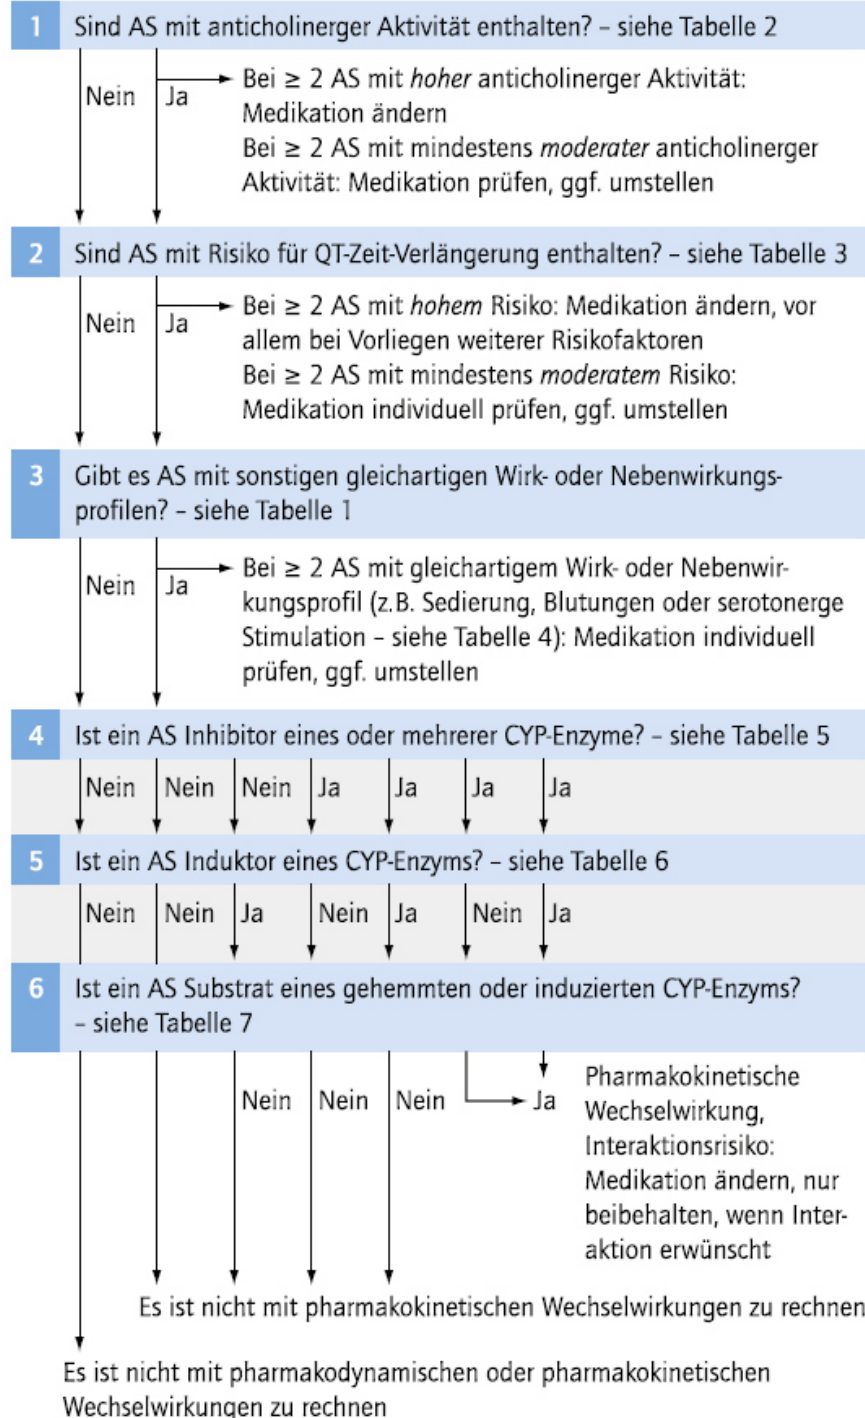 1 Sind AS mit anticholinerger Aktivität enthalten? – siehe Tabelle 2
Nein Ja Bei ≥ 2 AS mit hoher anticholinerger Aktivität:
Medikation ändern
Bei ≥ 2 AS mit mindestens moderater anticholinerger
Aktivität: Medikation prüfen, ggf. umstellen
2 Sind AS mit Risiko für QT-Zeit-Verlängerung enthalten? – siehe Tabelle 3
Nein Ja Bei ≥ 2 AS mit hohem Risiko: Medikation ändern, vor
allem bei Vorliegen weiterer Risikofaktoren
Bei ≥ 2 AS mit mindestens moderatem Risiko:
Medikation individuell prüfen, ggf. umstellen
3 Gibt es AS mit sonstigen gleichartigen Wirk- oder Nebenwirkungs-
profilen? – siehe Tabelle 1
Nein Ja Bei ≥ 2 AS mit gleichartigem Wirk- oder Nebenwir-
kungsprofil (z.B. Sedierung, Blutungen oder serotonerge
Stimulation – siehe Tabelle 4): Medikation individuell
prüfen, ggf. umstellen
4 Ist ein AS Inhibitor eines oder mehrerer CYP-Enzyme? – siehe Tabelle 5
Nein Nein Nein Ja Ja Ja Ja
5 Ist ein AS Induktor eines CYP-Enzyms? – siehe Tabelle 6
Nein Nein Ja Nein Ja Nein Ja
6 Ist ein AS Substrat eines gehemmten oder induzierten CYP-Enzyms?
– siehe Tabelle 7
Nein Nein Nein Ja
Pharmakokinetische
Wechselwirkung,
Interaktionsrisiko:
Medikation ändern, nur
beibehalten, wenn Inter-
aktion erwünscht
Es ist nicht mit pharmakokinetischen Wechselwirkungen zu rechnen
Es ist nicht mit pharmakodynamischen oder pharmakokinetischen
Wechselwirkungen zu rechnen